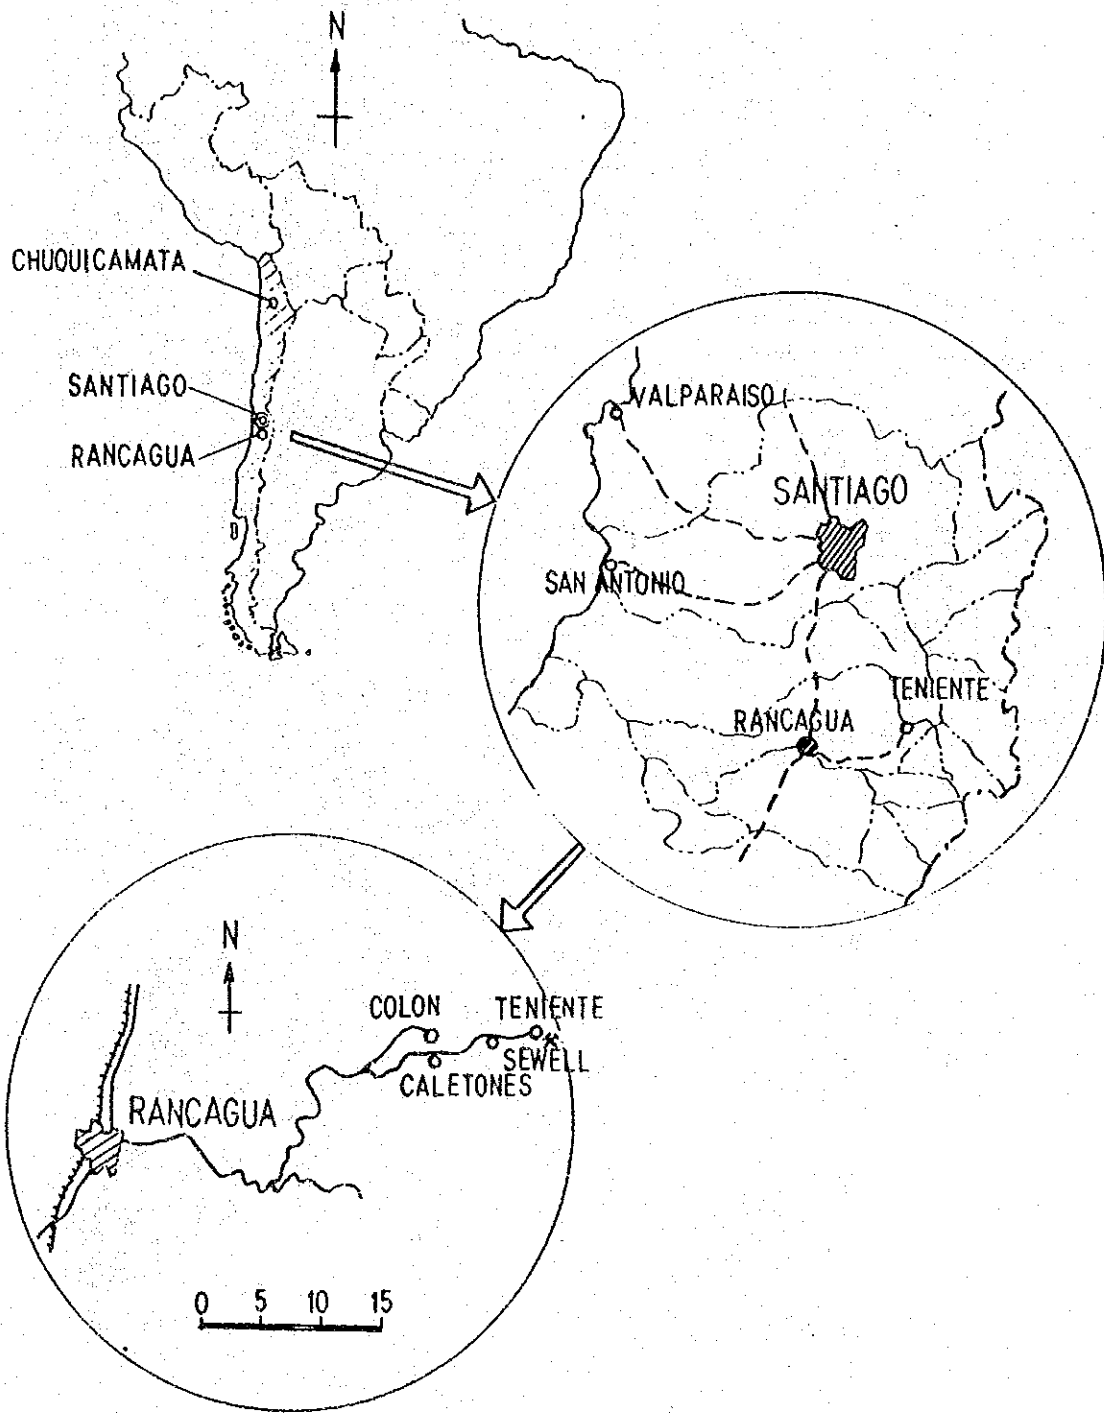 N
CHUQUICAMATA
SANTIAGO
RANCAGUA
VALPARAISO
SANTIAGO
SAN ANTONIO
TENIENTE
RANCAGUA
N
COLON
TENIENTE
SEWELL
CALETONES
RANCAGUA
0 5 10 15